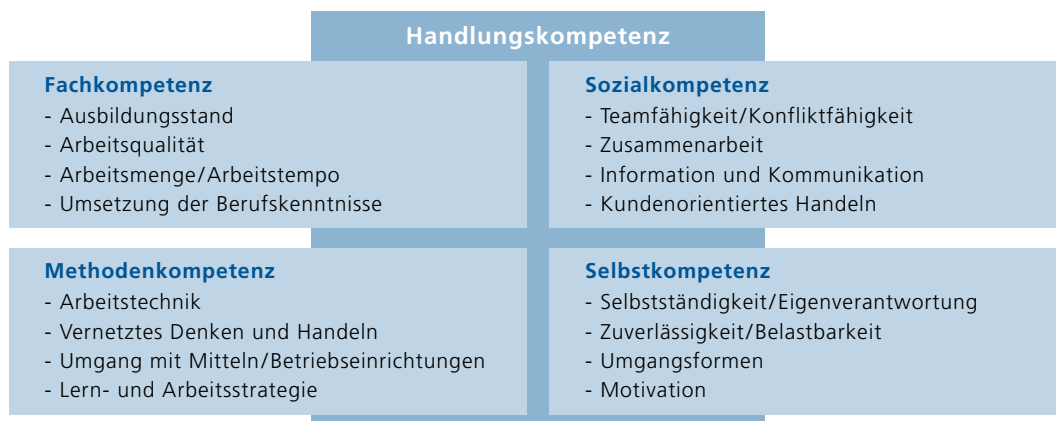 Handlungskompetenz
Fachkompetenz
- Ausbildungsstand
- Arbeitsqualität
- Arbeitsmenge/Arbeitstempo
- Umsetzung der Berufskenntnisse
Sozialkompetenz
- Teamfähigkeit/Konfliktfähigkeit
- Zusammenarbeit
- Information und Kommunikation
- Kundenorientiertes Handeln
Methodenkompetenz
- Arbeitstechnik
- Vernetztes Denken und Handeln
- Umgang mit Mitteln/Betriebseinrichtungen
- Lern- und Arbeitsstrategie
Selbstkompetenz
- Selbstständigkeit/Eigenverantwortung
- Zuverlässigkeit/Belastbarkeit
- Umgangsformen
- Motivation